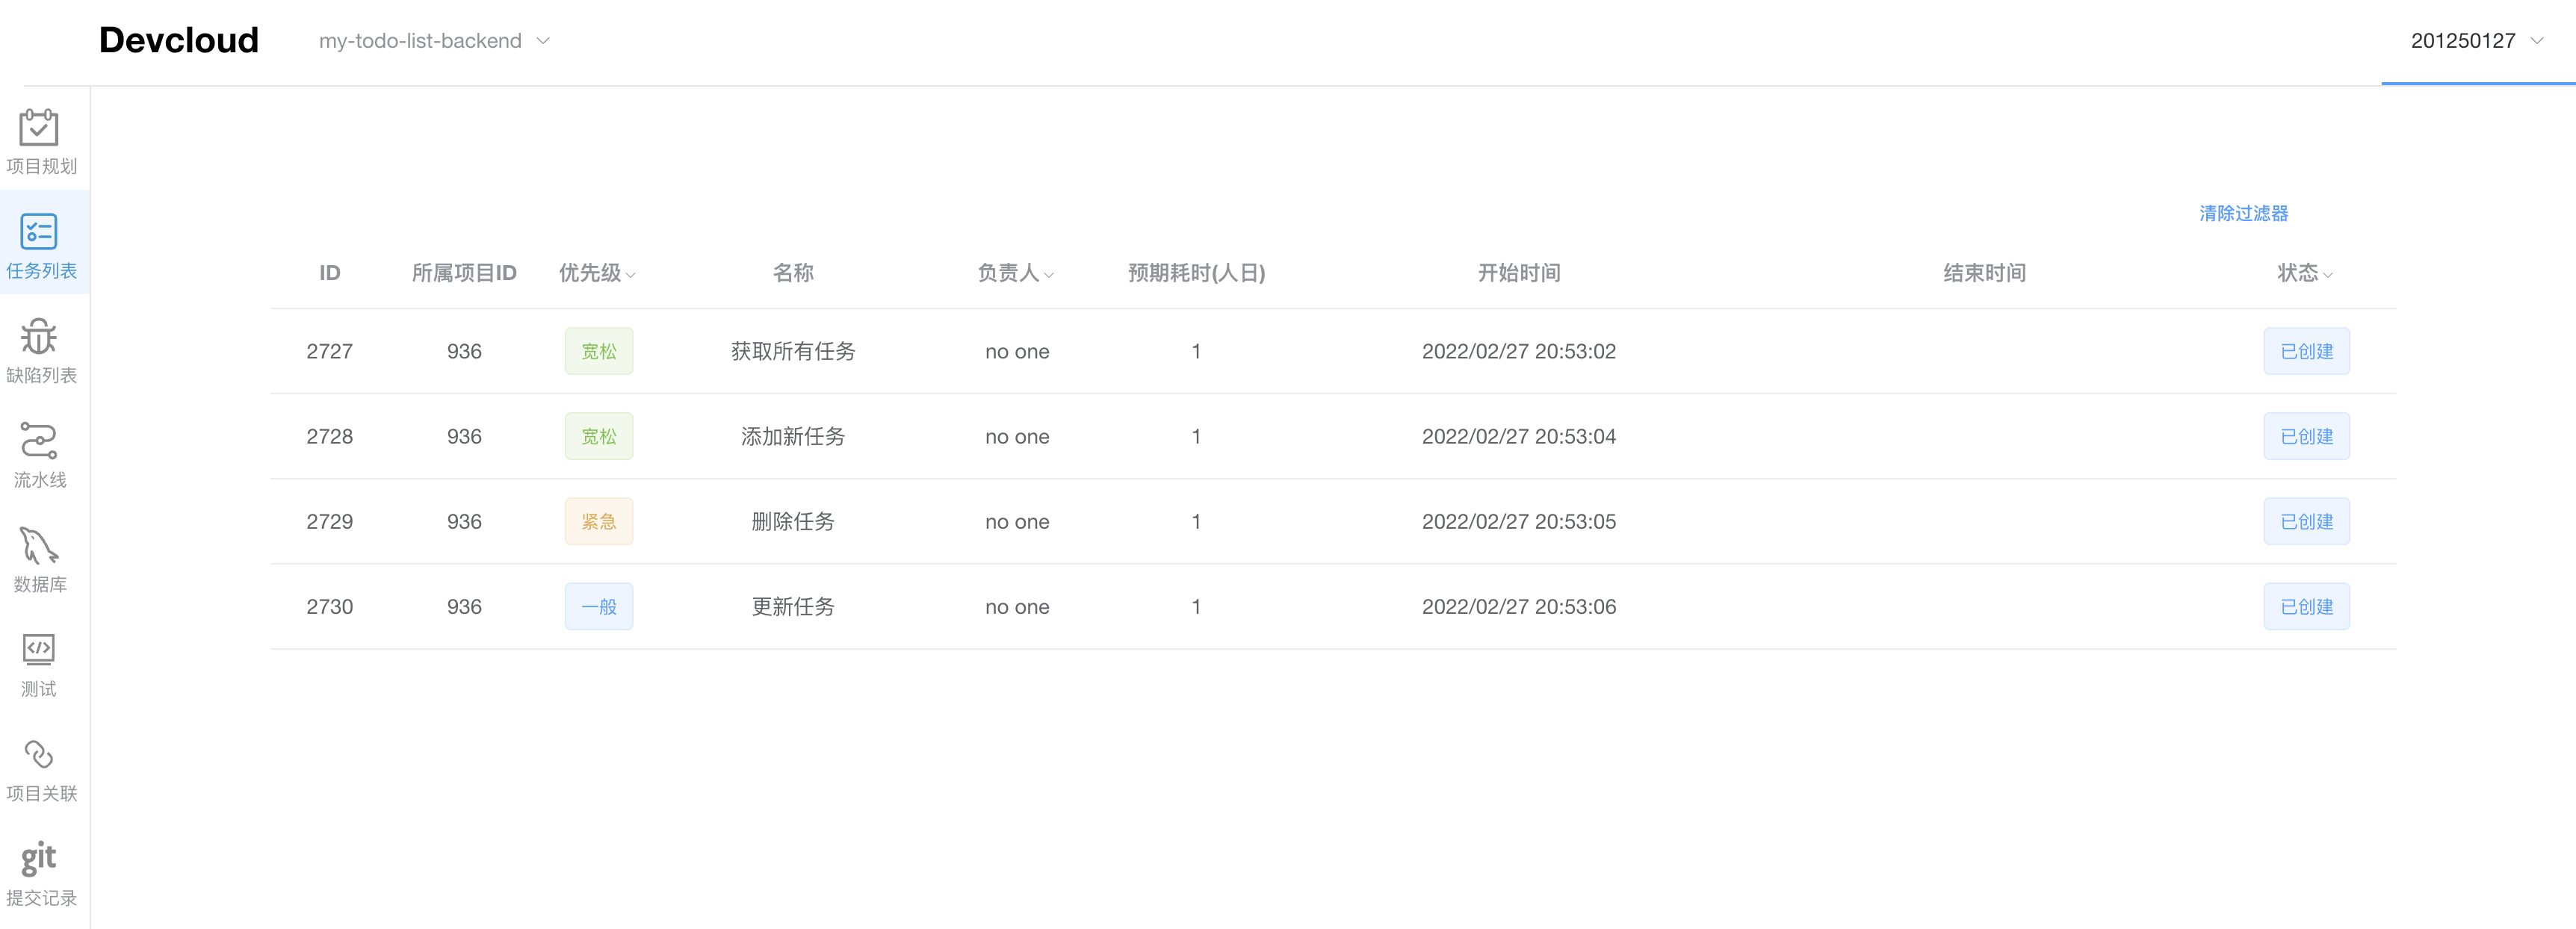 Devcloud my-todo-list-backend 201250127
项目规划
任务列表
缺陷列表
流水线
数据库
测试
项目关联
git
提交记录
清除过滤器
ID 所属项目ID 优先级 名称 负责人 预期耗时(人日) 开始时间 结束时间 状态
2727 936 宽松 获取所有任务 no one 1 2022/02/27 20:53:02 已创建
2728 936 宽松 添加新任务 no one 1 2022/02/27 20:53:04 已创建
2729 936 紧急 删除任务 no one 1 2022/02/27 20:53:05 已创建
2730 936 一般 更新任务 no one 1 2022/02/27 20:53:06 已创建